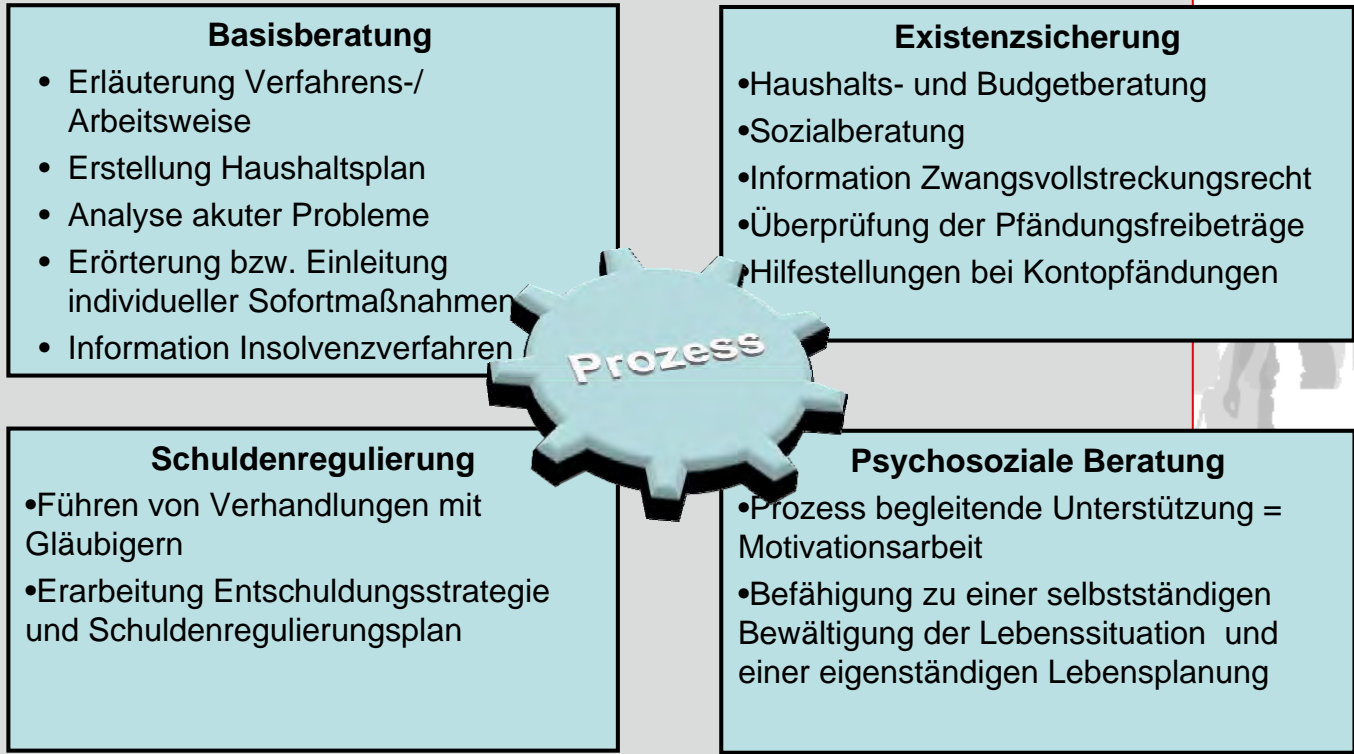 Basisberatung
• Erläuterung Verfahrens-/
Arbeitsweise
• Erstellung Haushaltsplan
• Analyse akuter Probleme
• Erörterung bzw. Einleitung
individueller Sofortmaßnahmen
• Information Insolvenzverfahren
Existenzsicherung
•Haushalts- und Budgetberatung
•Sozialberatung
•Information Zwangsvollstreckungsrecht
•Überprüfung der Pfändungsfreibeträge
•Hilfestellungen bei Kontopfändungen
Prozess
Schuldenregulierung
•Führen von Verhandlungen mit
Gläubigern
•Erarbeitung Entschuldungsstrategie
und Schuldenregulierungsplan
Psychosoziale Beratung
•Prozess begleitende Unterstützung =
Motivationsarbeit
•Befähigung zu einer selbstständigen
Bewältigung der Lebenssituation und
einer eigenständigen Lebensplanung